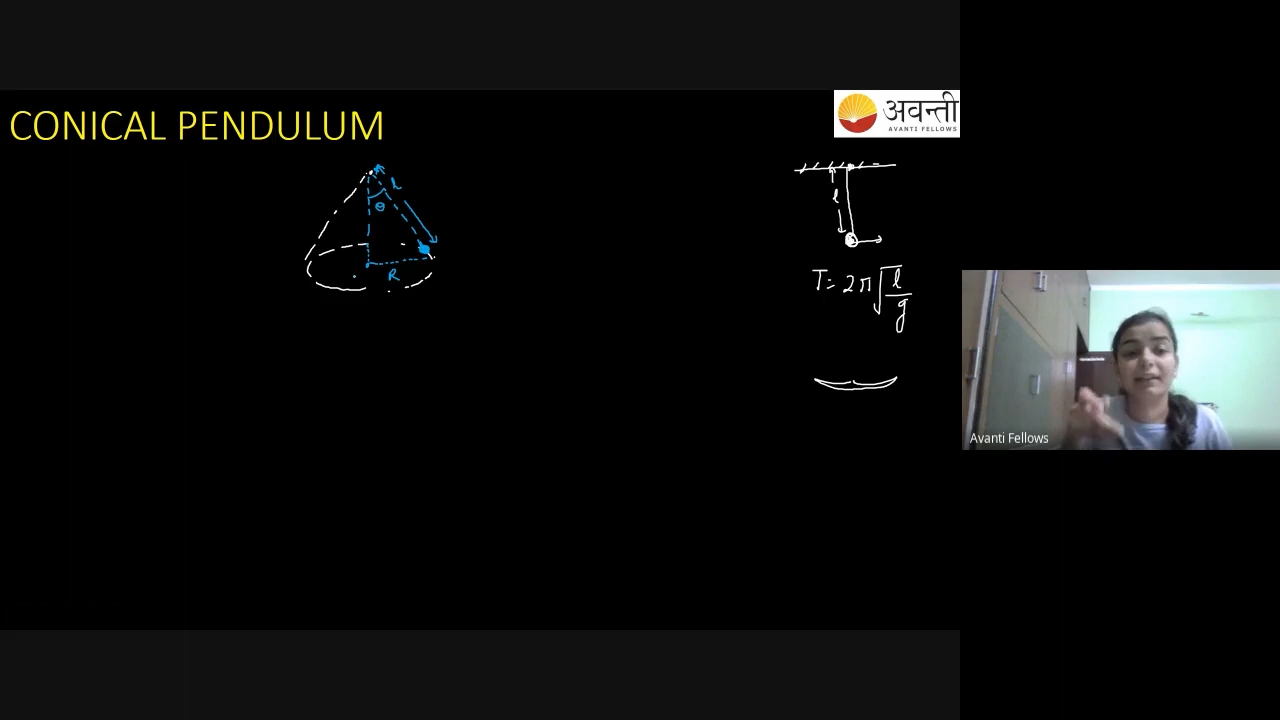 CONICAL PENDULUM
अवन्ती
AVANTI FELLOWS
l
θ
R
l
T = 2π√(l/g)
Avanti Fellows